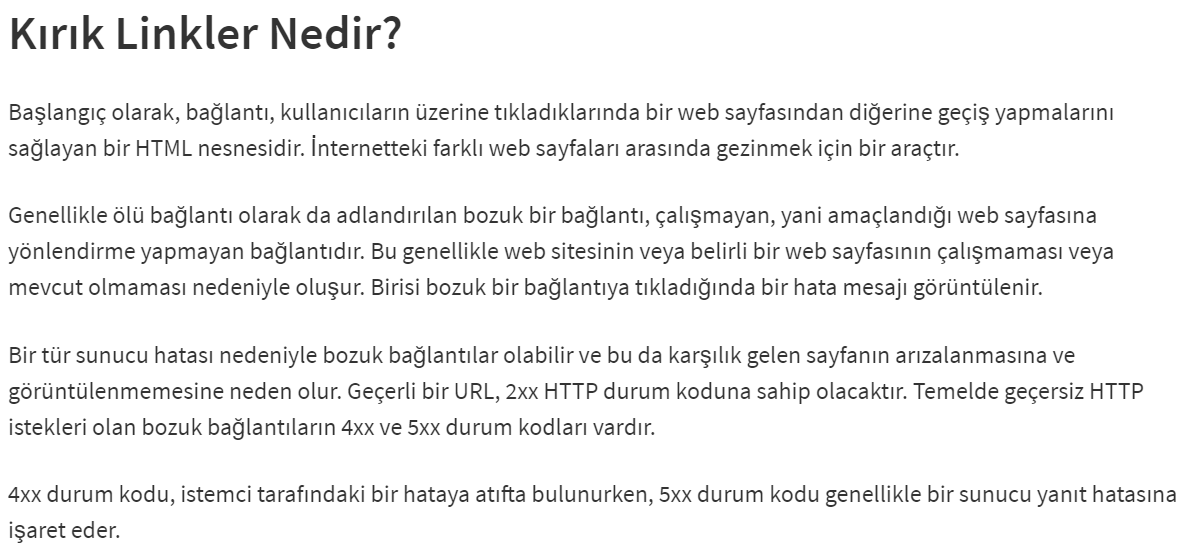 Kırık Linkler Nedir?
Başlangıç olarak, bağlantı, kullanıcıların üzerine tıkladıklarında bir web sayfasından diğerine geçiş yapmalarını
sağlayan bir HTML nesnesidir. İnternetteki farklı web sayfaları arasında gezinmek için bir araçtır.
Genellikle ölü bağlantı olarak da adlandırılan bozuk bir bağlantı, çalışmayan, yani amaçlandığı web sayfasına
yönlendirme yapmayan bağlantıdır. Bu genellikle web sitesinin veya belirli bir web sayfasının çalışmaması veya
mevcut olmaması nedeniyle oluşur. Birisi bozuk bir bağlantıya tıkladığında bir hata mesajı görüntülenir.
Bir tür sunucu hatası nedeniyle bozuk bağlantılar olabilir ve bu da karşılık gelen sayfanın arızalanmasına ve
görüntülenmemesine neden olur. Geçerli bir URL, 2xx HTTP durum koduna sahip olacaktır. Temelde geçersiz HTTP
istekleri olan bozuk bağlantıların 4xx ve 5xx durum kodları vardır.
4xx durum kodu, istemci tarafındaki bir hataya atıfta bulunurken, 5xx durum kodu genellikle bir sunucu yanıt hatasına
işaret eder.